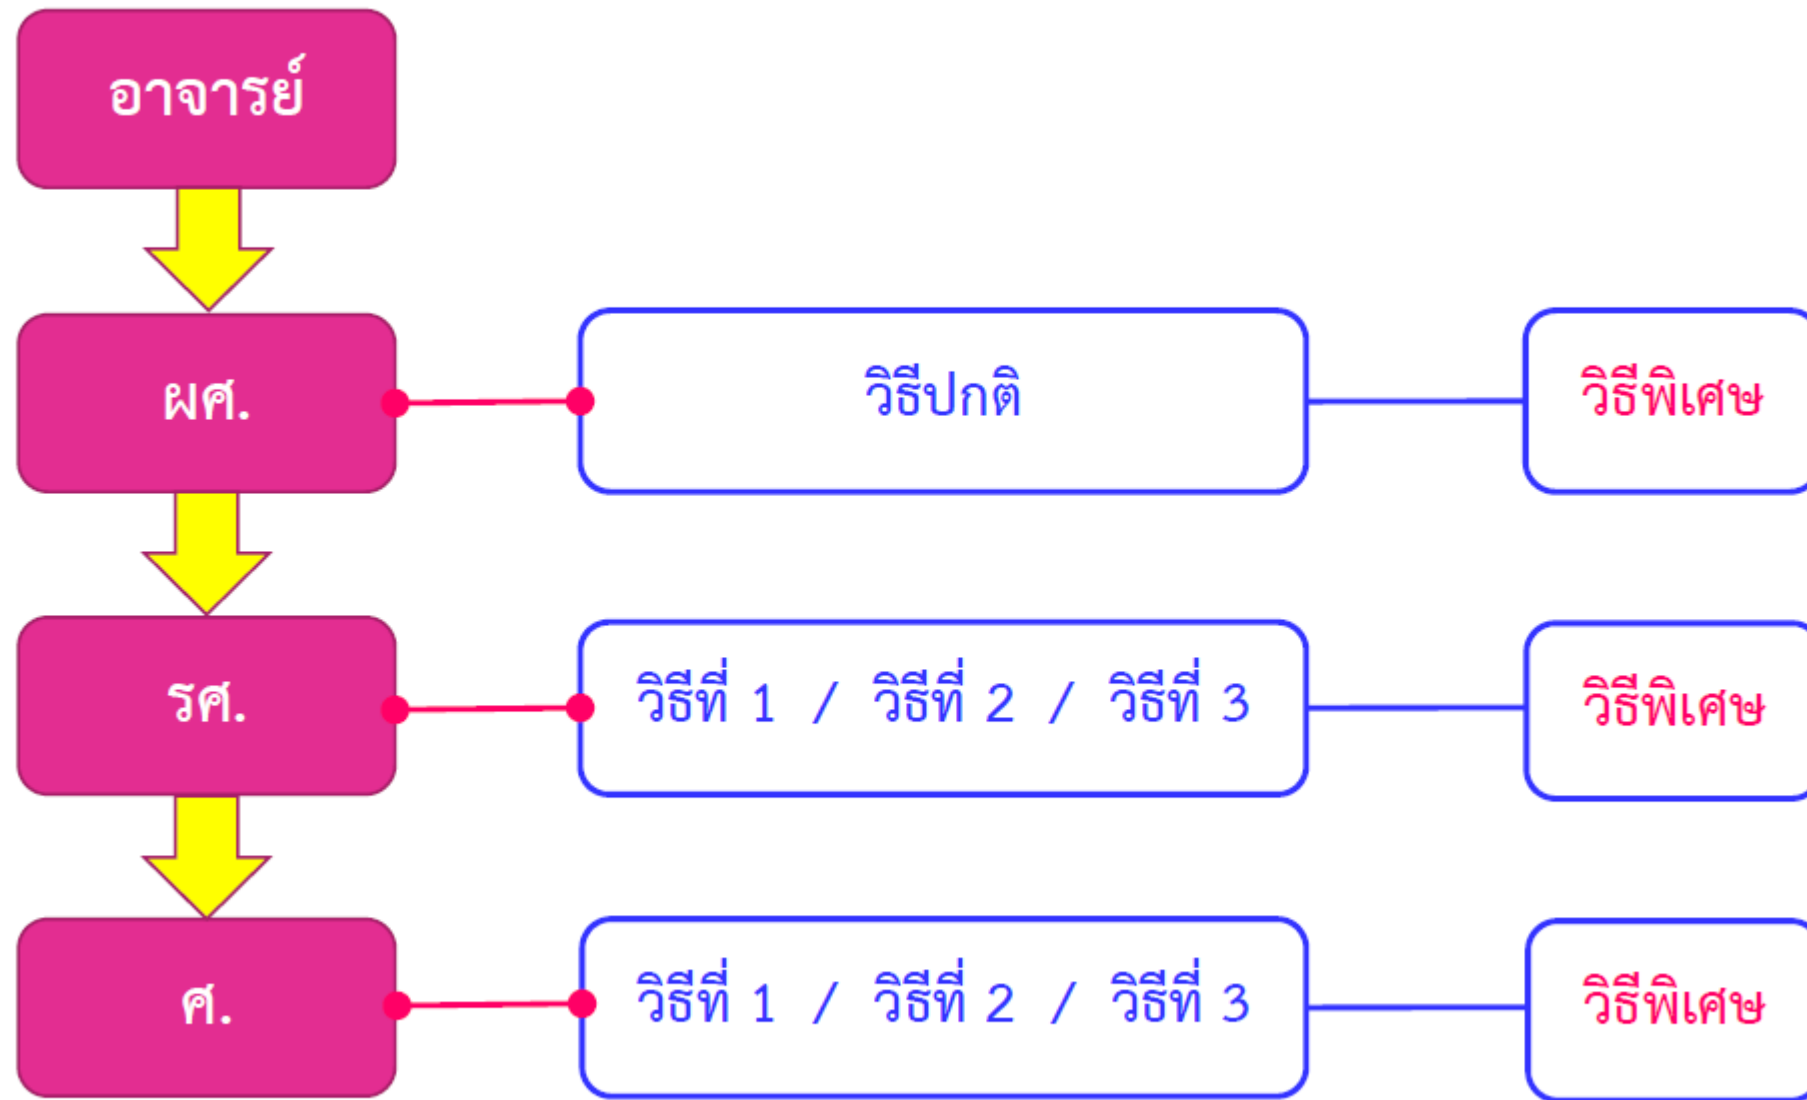 อาจารย์
ผศ.
วิธีปกติ
วิธีพิเศษ
รศ.
วิธีที่ 1 / วิธีที่ 2 / วิธีที่ 3
วิธีพิเศษ
ศ.
วิธีที่ 1 / วิธีที่ 2 / วิธีที่ 3
วิธีพิเศษ